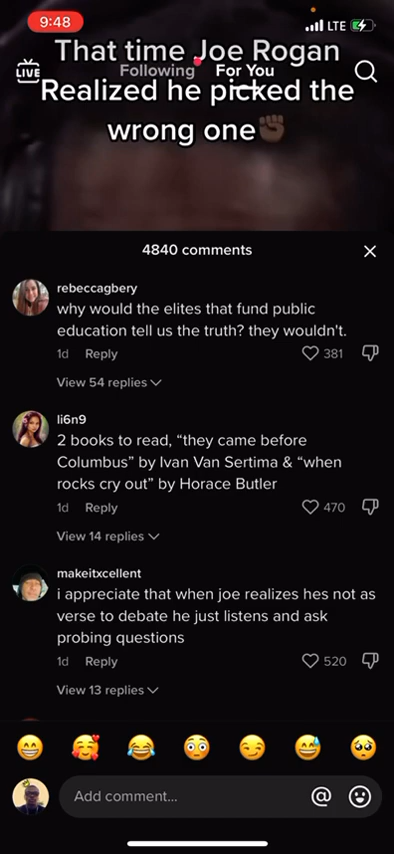 9:48
LTE
That time Joe Rogan
LIVE
Following
For You
Realized he picked the
wrong one
4840 comments
rebeccagbery
why would the elites that fund public
education tell us the truth? they wouldn't.
1d Reply 381
View 54 replies
li6n9
2 books to read, “they came before
Columbus” by Ivan Van Sertima & “when
rocks cry out” by Horace Butler
1d Reply 470
View 14 replies
makeitxcellent
i appreciate that when joe realizes hes not as
verse to debate he just listens and ask
probing questions
1d Reply 520
View 13 replies
Add comment...
@